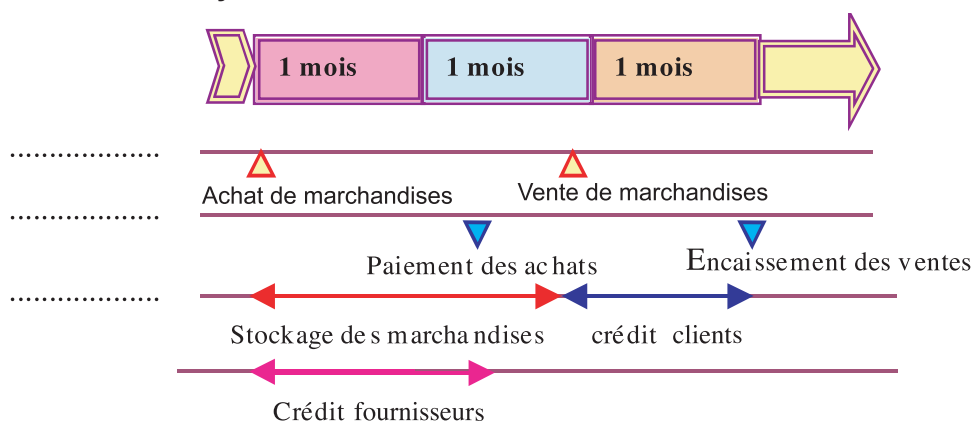 1 mois 1 mois 1 mois
...................
Achat de marchandises Vente de marchandises
...................
Paiement des achats Encaissement des ventes
...................
Stockage des marchandises crédit clients
Crédit fournisseurs